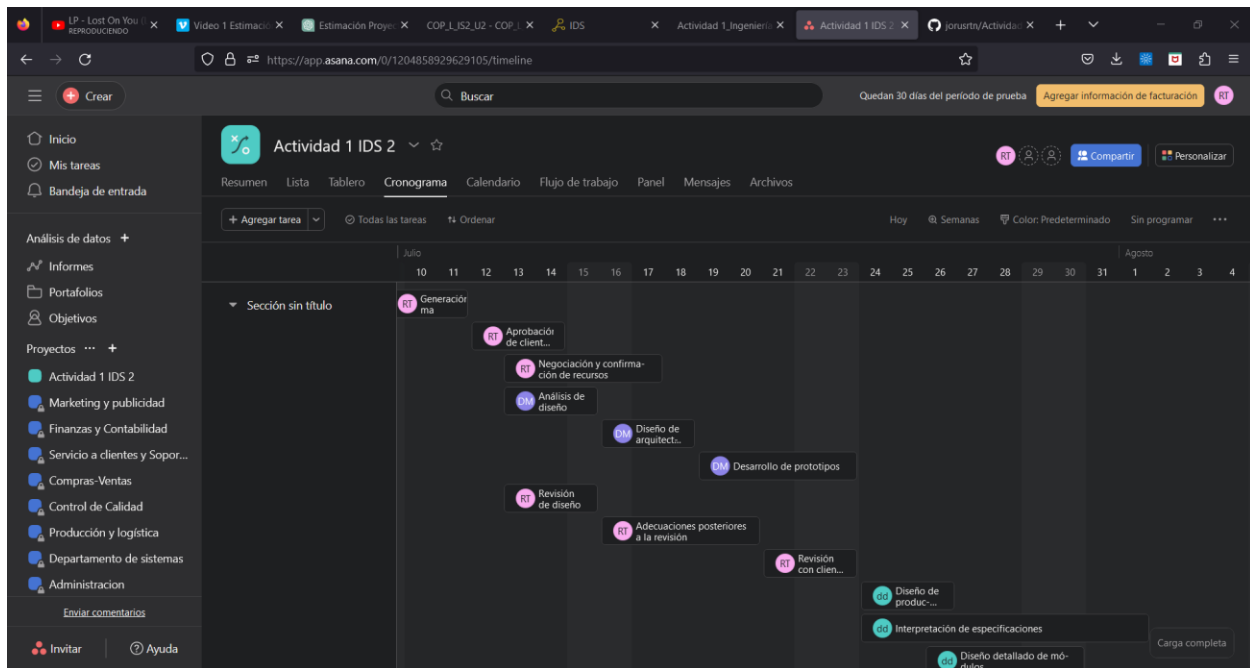 LP - Lost On You (
REPRODUCIENDO
Video 1 Estimació
Estimación Proyec
COP_L_IS2_U2 - COP_L
IDS
Actividad 1_Ingeniería
Actividad 1 IDS 2
jorusrtn/Actividad
https://app.asana.com/0/1204858929629105/timeline
Crear
Buscar
Quedan 30 días del período de prueba
Agregar información de facturación
RT
Inicio
Mis tareas
Bandeja de entrada
Análisis de datos +
Informes
Portafolios
Objetivos
Proyectos ... +
Actividad 1 IDS 2
Marketing y publicidad
Finanzas y Contabilidad
Servicio a clientes y Sopor...
Compras-Ventas
Control de Calidad
Producción y logística
Departamento de sistemas
Administracion
Enviar comentarios
Invitar
Ayuda
Actividad 1 IDS 2
RT
Compartir
Personalizar
Resumen Lista Tablero Cronograma Calendario Flujo de trabajo Panel Mensajes Archivos
+ Agregar tarea
Todas las tareas
Ordenar
Hoy
Semanas
Color: Predeterminado
Sin programar
Julio
Agosto
10 11 12 13 14 15 16 17 18 19 20 21 22 23 24 25 26 27 28 29 30 31 1 2 3 4
Sección sin título
RT Generación
ma
RT Aprobación
de client...
RT Negociación y confirma-
ción de recursos
DM Análisis de
diseño
DM Diseño de
arquitect...
DM Desarrollo de prototipos
RT Revisión
de diseño
RT Adecuaciones posteriores
a la revisión
RT Revisión
con clien...
dd Diseño de
produc-...
dd Interpretación de especificaciones
dd Diseño detallado de mó-
dulos
Carga completa